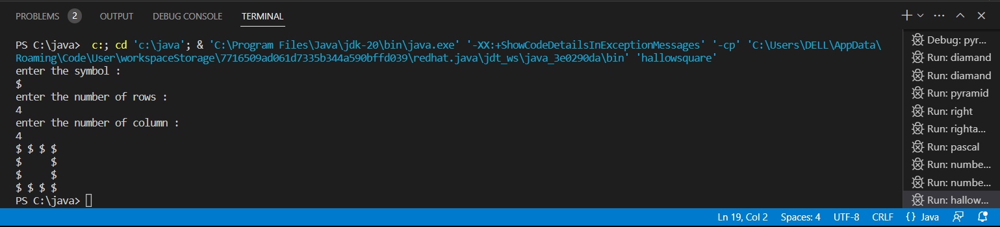 PROBLEMS 2 OUTPUT DEBUG CONSOLE TERMINAL
PS C:\java>  c:; cd 'c:\java'; & 'C:\Program Files\Java\jdk-20\bin\java.exe' '-XX:+ShowCodeDetailsInExceptionMessages' '-cp' 'C:\Users\DELL\AppData\
Roaming\Code\User\workspaceStorage\7716509ad061d7335b344a590bffd039\redhat.java\jdt_ws\java_3e0290da\bin' 'hallowsquare'
enter the symbol :
$
enter the number of rows :
4
enter the number of column :
4
$ $ $ $
$     $
$     $
$ $ $ $
PS C:\java>
Debug: pyr...
Run: diamand
Run: diamand
Run: pyramid
Run: right
Run: righta...
Run: pascal
Run: numbe...
Run: numbe...
Run: hallow...
Ln 19, Col 2 Spaces: 4 UTF-8 CRLF {} Java